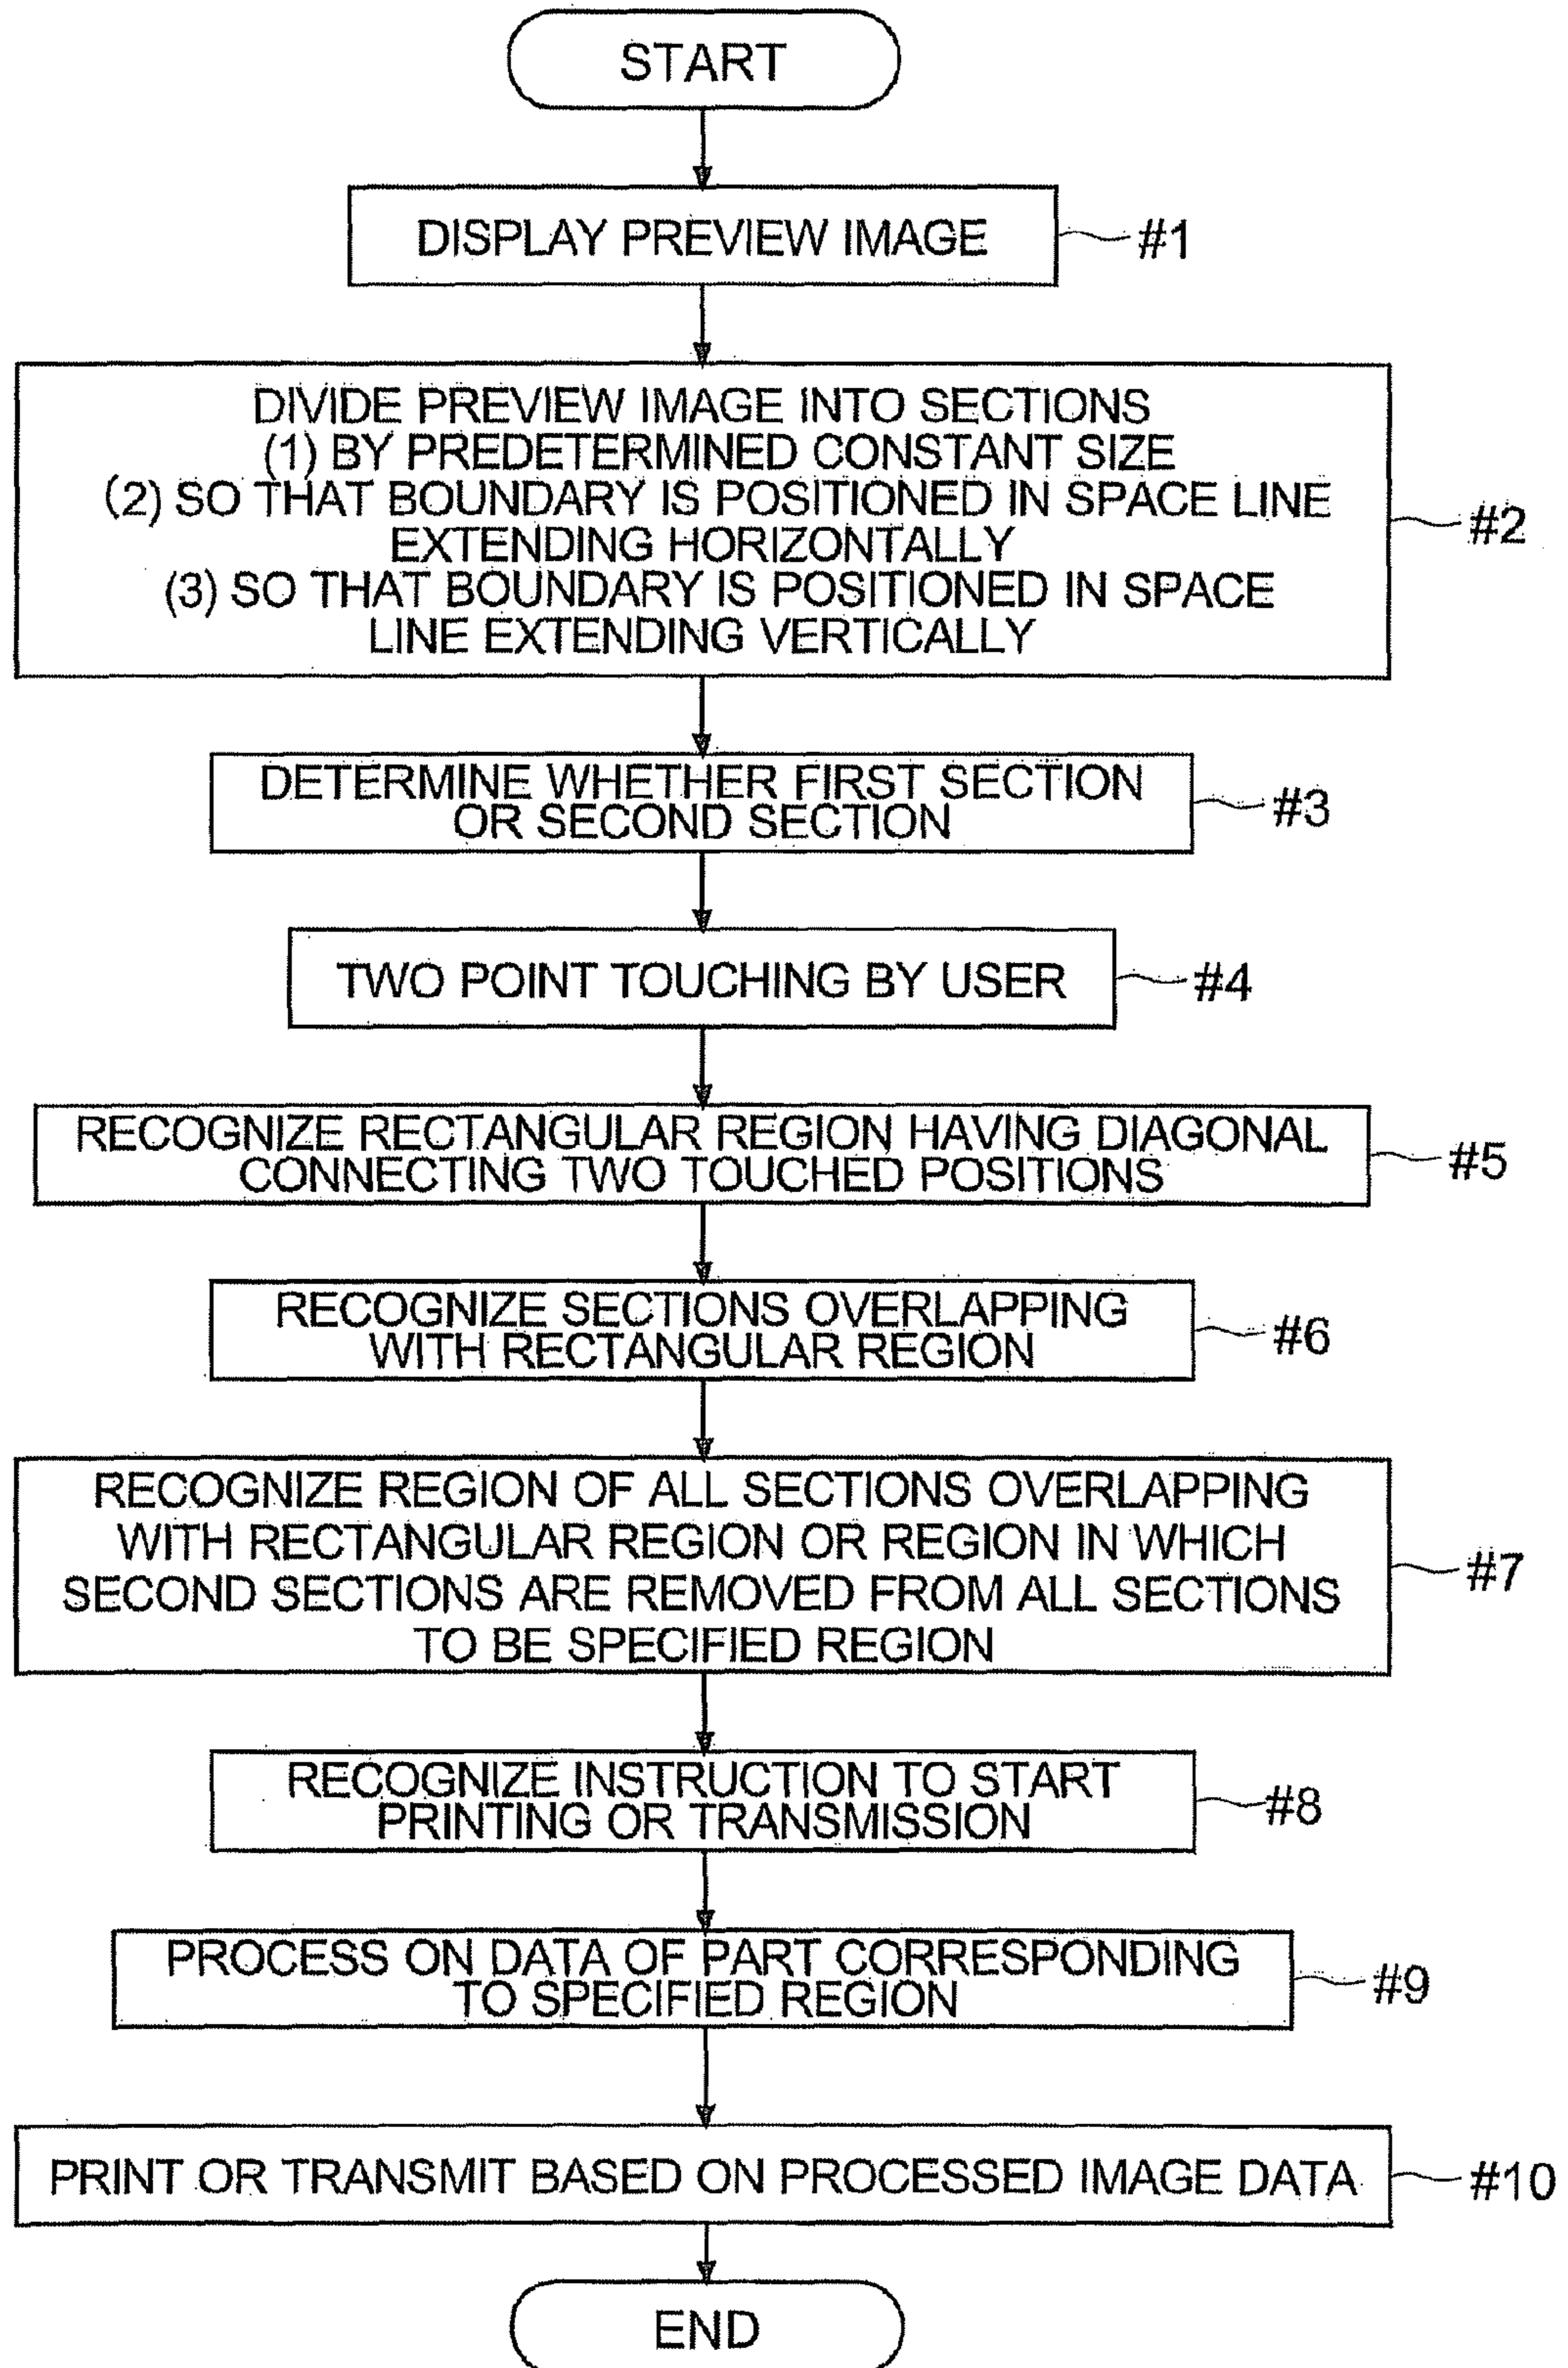 START
DISPLAY PREVIEW IMAGE
#1
DIVIDE PREVIEW IMAGE INTO SECTIONS
(1) BY PREDETERMINED CONSTANT SIZE
(2) SO THAT BOUNDARY IS POSITIONED IN SPACE LINE
EXTENDING HORIZONTALLY
(3) SO THAT BOUNDARY IS POSITIONED IN SPACE
LINE EXTENDING VERTICALLY
#2
DETERMINE WHETHER FIRST SECTION
OR SECOND SECTION
#3
TWO POINT TOUCHING BY USER
#4
RECOGNIZE RECTANGULAR REGION HAVING DIAGONAL
CONNECTING TWO TOUCHED POSITIONS
#5
RECOGNIZE SECTIONS OVERLAPPING
WITH RECTANGULAR REGION
#6
RECOGNIZE REGION OF ALL SECTIONS OVERLAPPING
WITH RECTANGULAR REGION OR REGION IN WHICH
SECOND SECTIONS ARE REMOVED FROM ALL SECTIONS
TO BE SPECIFIED REGION
#7
RECOGNIZE INSTRUCTION TO START
PRINTING OR TRANSMISSION
#8
PROCESS ON DATA OF PART CORRESPONDING
TO SPECIFIED REGION
#9
PRINT OR TRANSMIT BASED ON PROCESSED IMAGE DATA
#10
END